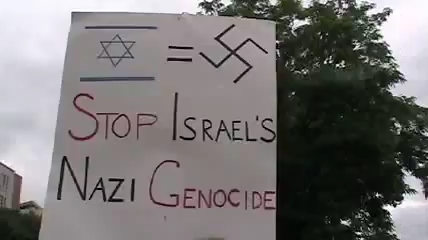 =
STOP ISRAEL'S
NAZI GENOCIDE